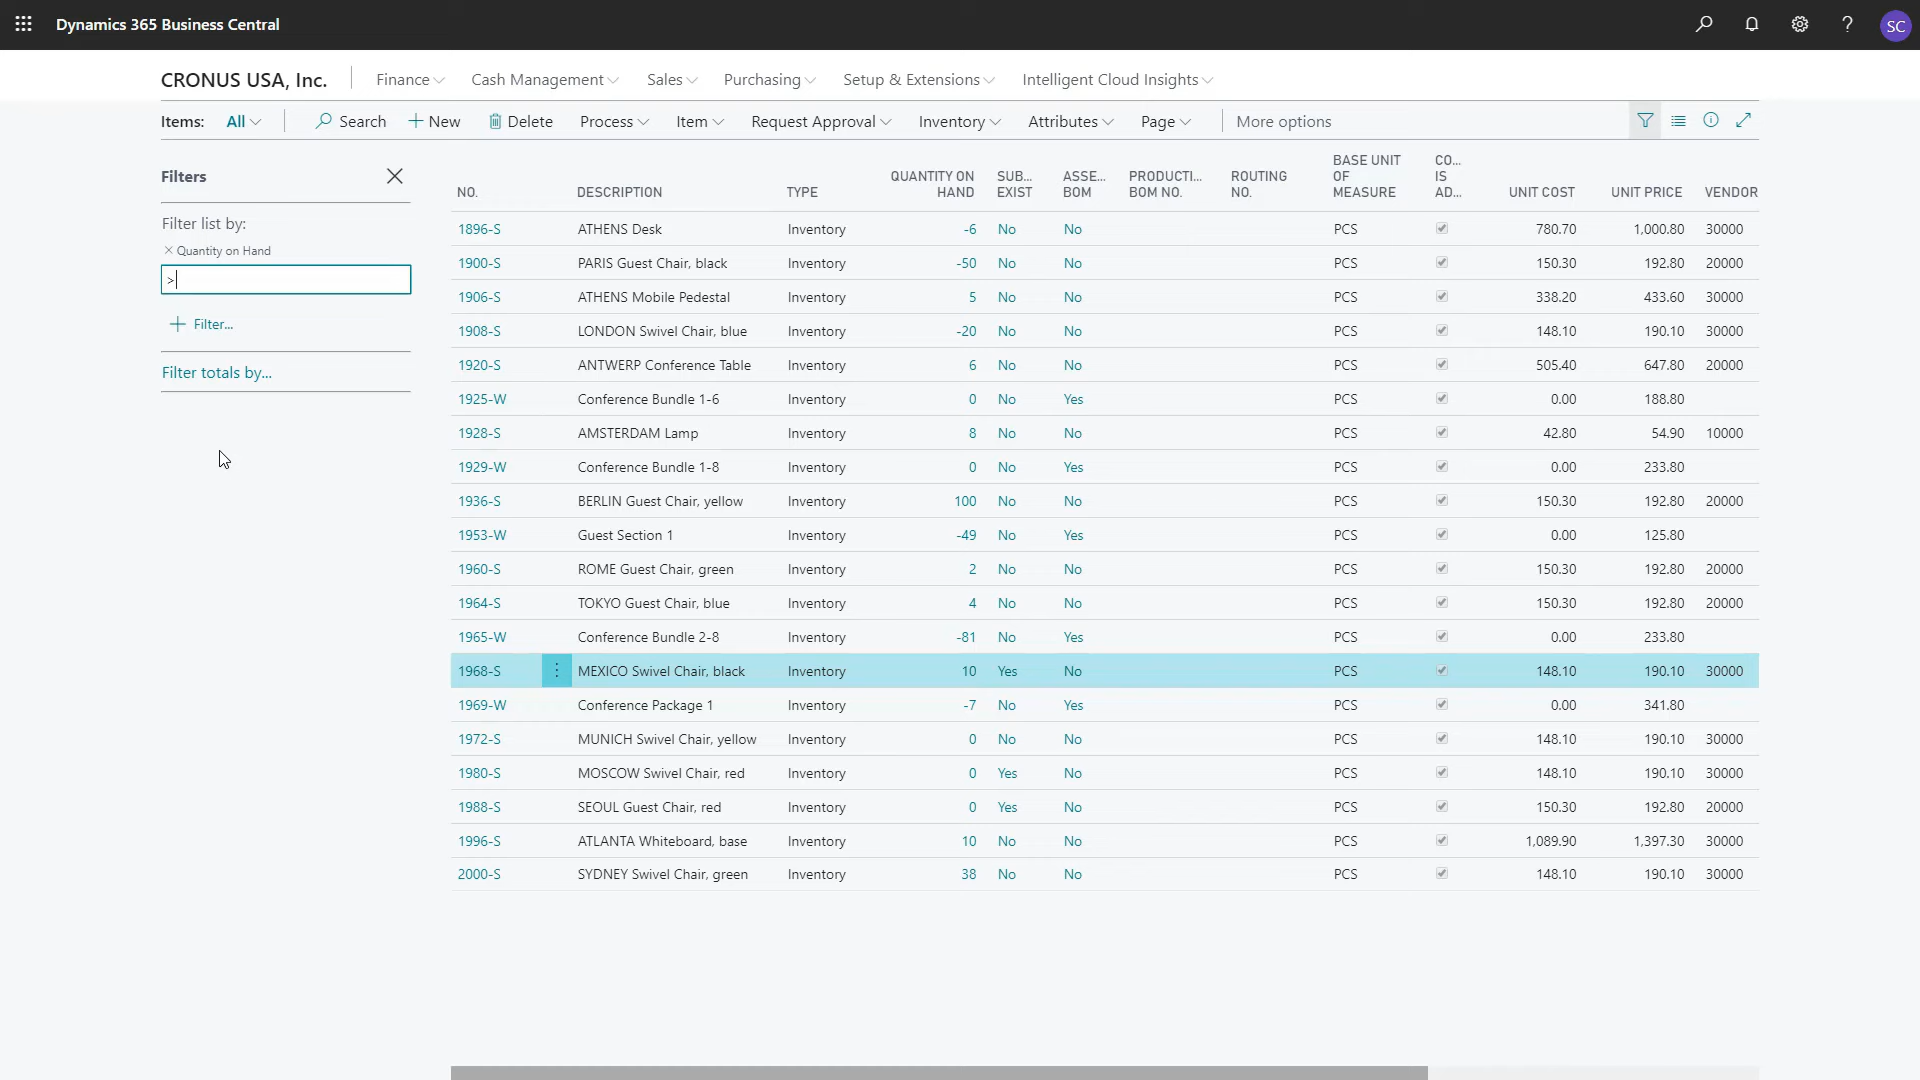 Dynamics 365 Business Central
?
SC
CRONUS USA, Inc. Finance Cash Management Sales Purchasing Setup & Extensions Intelligent Cloud Insights
Items: All Search New Delete Process Item Request Approval Inventory Attributes Page More options
Filters
Filter list by:
Quantity on Hand
>
Filter...
Filter totals by...
NO. DESCRIPTION TYPE QUANTITY ON HAND SUB... EXIST ASSE... BOM PRODUCTI... BOM NO. ROUTING NO. BASE UNIT OF MEASURE CO... IS AD... UNIT COST UNIT PRICE VENDOR
1896-S ATHENS Desk Inventory -6 No No PCS 780.70 1,000.80 30000
1900-S PARIS Guest Chair, black Inventory -50 No No PCS 150.30 192.80 20000
1906-S ATHENS Mobile Pedestal Inventory 5 No No PCS 338.20 433.60 30000
1908-S LONDON Swivel Chair, blue Inventory -20 No No PCS 148.10 190.10 30000
1920-S ANTWERP Conference Table Inventory 6 No No PCS 505.40 647.80 20000
1925-W Conference Bundle 1-6 Inventory 0 No Yes PCS 0.00 188.80
1928-S AMSTERDAM Lamp Inventory 8 No No PCS 42.80 54.90 10000
1929-W Conference Bundle 1-8 Inventory 0 No Yes PCS 0.00 233.80
1936-S BERLIN Guest Chair, yellow Inventory 100 No No PCS 150.30 192.80 20000
1953-W Guest Section 1 Inventory -49 No Yes PCS 0.00 125.80
1960-S ROME Guest Chair, green Inventory 2 No No PCS 150.30 192.80 20000
1964-S TOKYO Guest Chair, blue Inventory 4 No No PCS 150.30 192.80 20000
1965-W Conference Bundle 2-8 Inventory -81 No Yes PCS 0.00 233.80
1968-S MEXICO Swivel Chair, black Inventory 10 Yes No PCS 148.10 190.10 30000
1969-W Conference Package 1 Inventory -7 No Yes PCS 0.00 341.80
1972-S MUNICH Swivel Chair, yellow Inventory 0 No No PCS 148.10 190.10 30000
1980-S MOSCOW Swivel Chair, red Inventory 0 Yes No PCS 148.10 190.10 30000
1988-S SEOUL Guest Chair, red Inventory 0 Yes No PCS 150.30 192.80 20000
1996-S ATLANTA Whiteboard, base Inventory 10 No No PCS 1,089.90 1,397.30 30000
2000-S SYDNEY Swivel Chair, green Inventory 38 No No PCS 148.10 190.10 30000